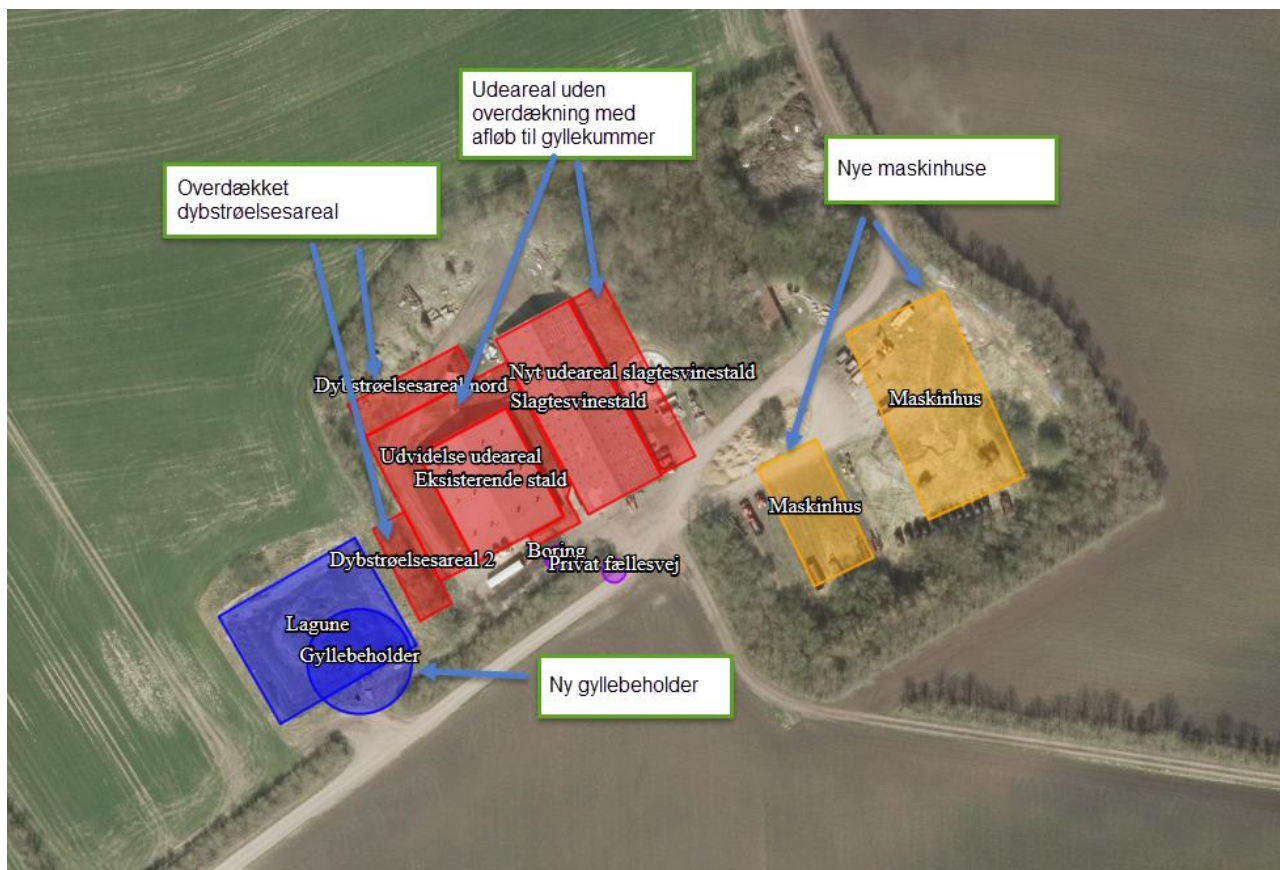 Udeareal uden
overdækning med
afløb til gyllekummer
Nye maskinhuse
Overdækket
dybstrøelsesareal
Dybstrøelsesareal nord
Nyt udeareal slagtesvinestald
Slagtesvinestald
Maskinhus
Udvidelse udeareal
Eksisterende stald
Maskinhus
Boring
Dybstrøelsesareal 2
Privat fællesvej
Lagune
Gyllebeholder
Ny gyllebeholder